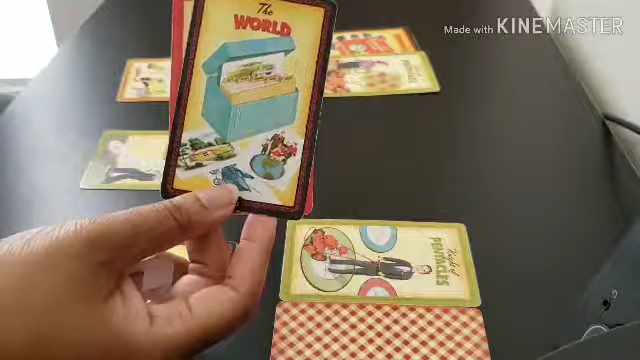 Made with KINEMASTER
The
WORLD
Knight of
PENTACLES